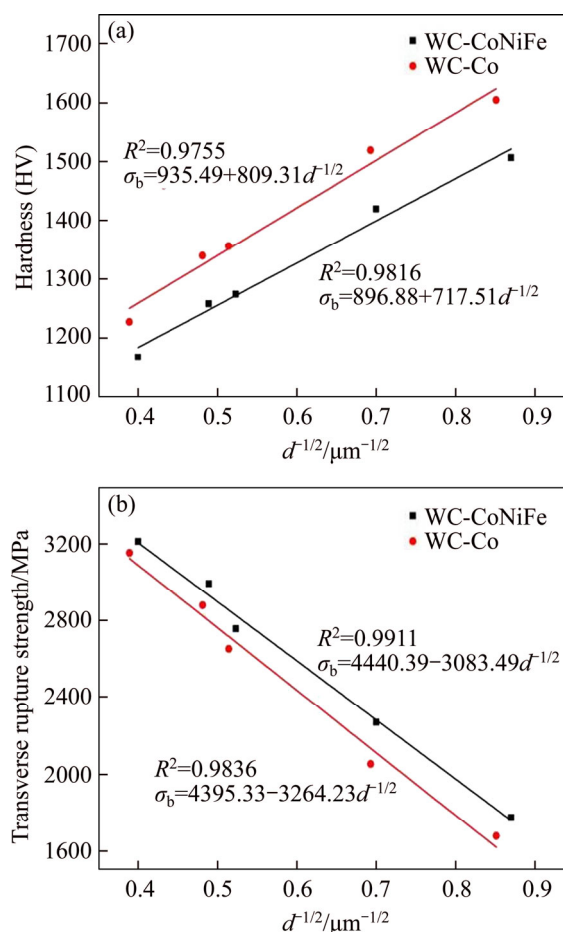 (a)
WC-CoNiFe
WC-Co
1700
1600
1500
1400
1300
1200
1100
Hardness (HV)
R²=0.9755
σb=935.49+809.31d⁻¹/²
R²=0.9816
σb=896.88+717.51d⁻¹/²
0.4 0.5 0.6 0.7 0.8 0.9
d⁻¹/²/μm⁻¹/²
(b)
WC-CoNiFe
WC-Co
3200
2800
2400
2000
1600
Transverse rupture strength/MPa
R²=0.9911
σb=4440.39−3083.49d⁻¹/²
R²=0.9836
σb=4395.33−3264.23d⁻¹/²
0.4 0.5 0.6 0.7 0.8 0.9
d⁻¹/²/μm⁻¹/²